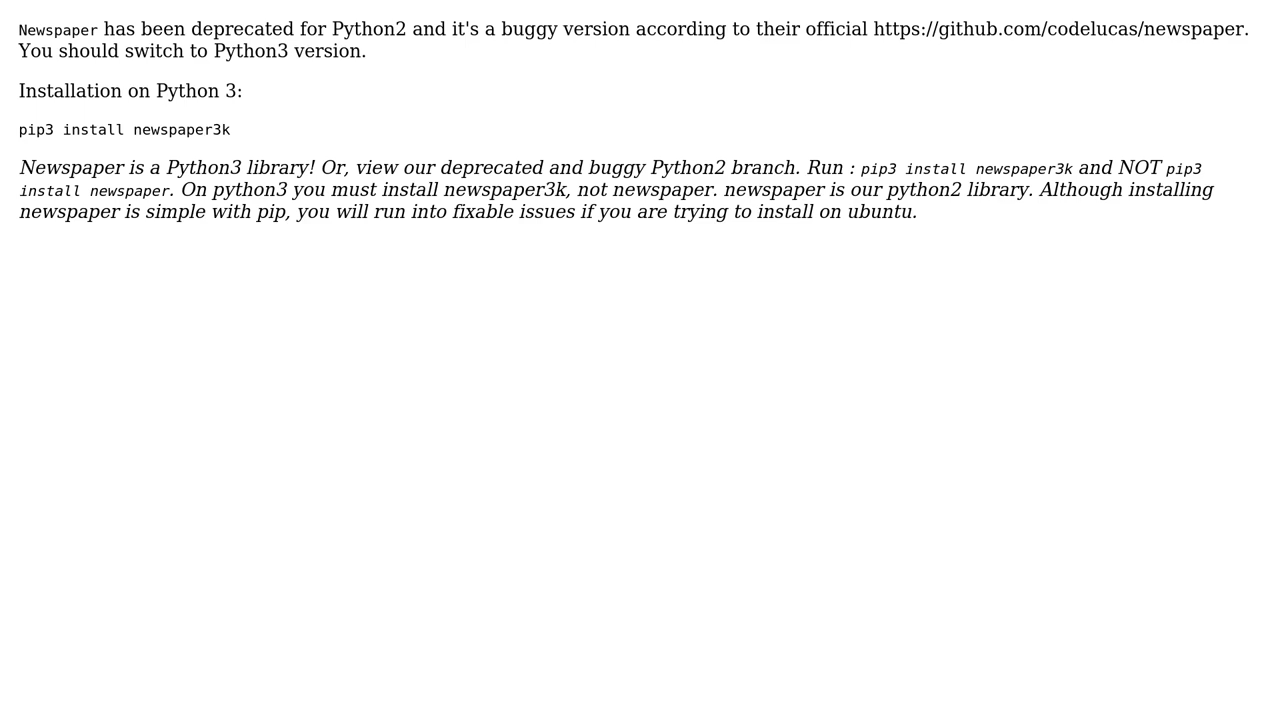 Newspaper has been deprecated for Python2 and it's a buggy version according to their official https://github.com/codelucas/newspaper.
You should switch to Python3 version.
Installation on Python 3:
pip3 install newspaper3k
Newspaper is a Python3 library! Or, view our deprecated and buggy Python2 branch. Run : pip3 install newspaper3k and NOT pip3
install newspaper. On python3 you must install newspaper3k, not newspaper. newspaper is our python2 library. Although installing
newspaper is simple with pip, you will run into fixable issues if you are trying to install on ubuntu.